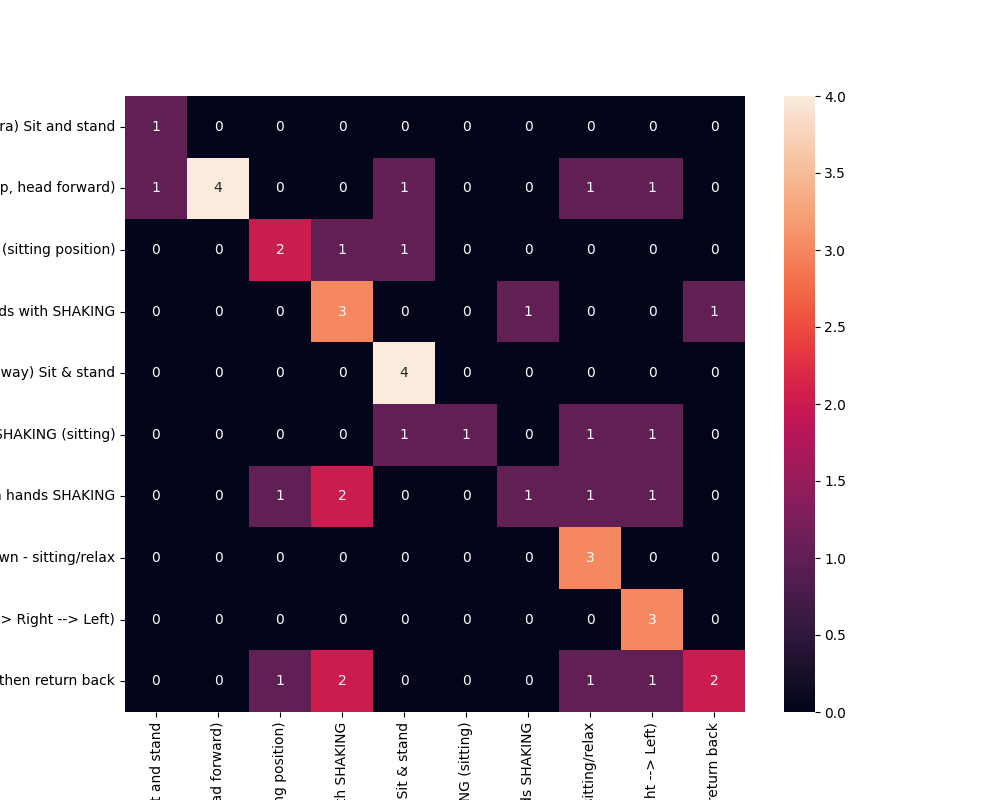 ra) Sit and stand 1 0 0 0 0 0 0 0 0 0
p, head forward) 1 4 0 0 1 0 0 1 1 0
(sitting position) 0 0 2 1 1 0 0 0 0 0
ds with SHAKING 0 0 0 3 0 0 1 0 0 1
way) Sit & stand 0 0 0 0 4 0 0 0 0 0
SHAKING (sitting) 0 0 0 0 1 1 0 1 1 0
hands SHAKING 0 0 1 2 0 0 1 1 1 0
wn - sitting/relax 0 0 0 0 0 0 0 3 0 0
> Right --> Left) 0 0 0 0 0 0 0 0 3 0
then return back 0 0 1 2 0 0 0 1 1 2
t and stand
ad forward)
ng position)
th SHAKING
Sit & stand
NG (sitting)
ds SHAKING
sitting/relax
ht --> Left)
return back
4.0
3.5
3.0
2.5
2.0
1.5
1.0
0.5
0.0